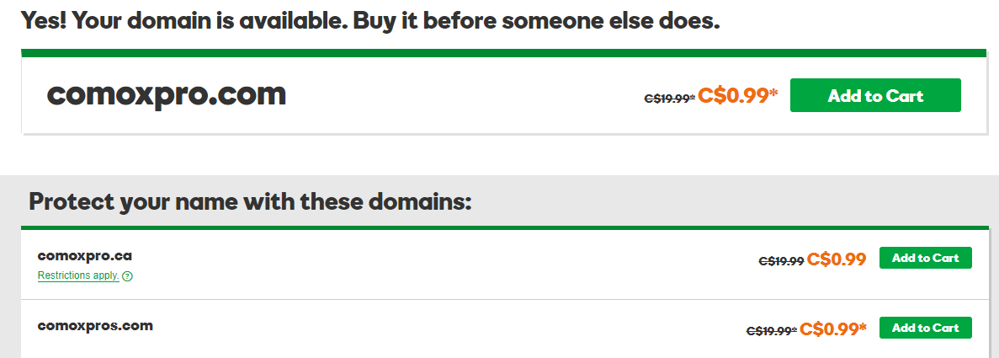 Yes! Your domain is available. Buy it before someone else does.
comoxpro.com C$19.99* C$0.99* Add to Cart
Protect your name with these domains:
comoxpro.ca C$19.99 C$0.99 Add to Cart
Restrictions apply. ?
comoxpros.com C$19.99* C$0.99* Add to Cart